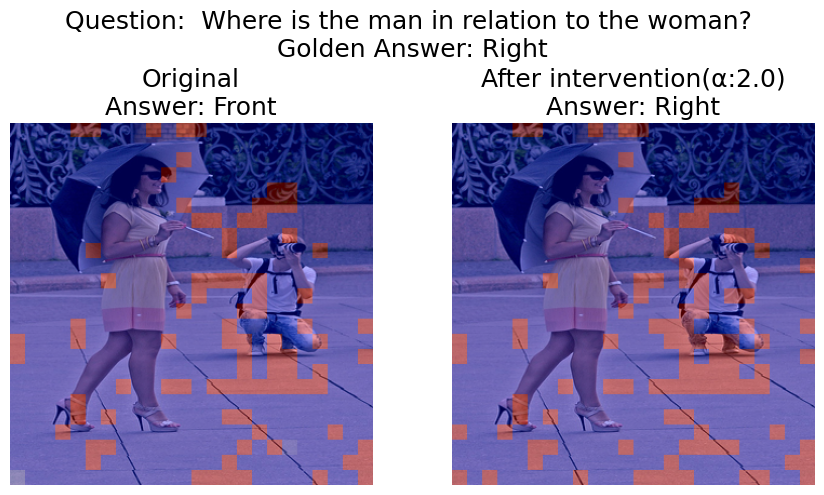 Question:  Where is the man in relation to the woman?
Golden Answer: Right
Original
Answer: Front
After intervention(α:2.0)
Answer: Right